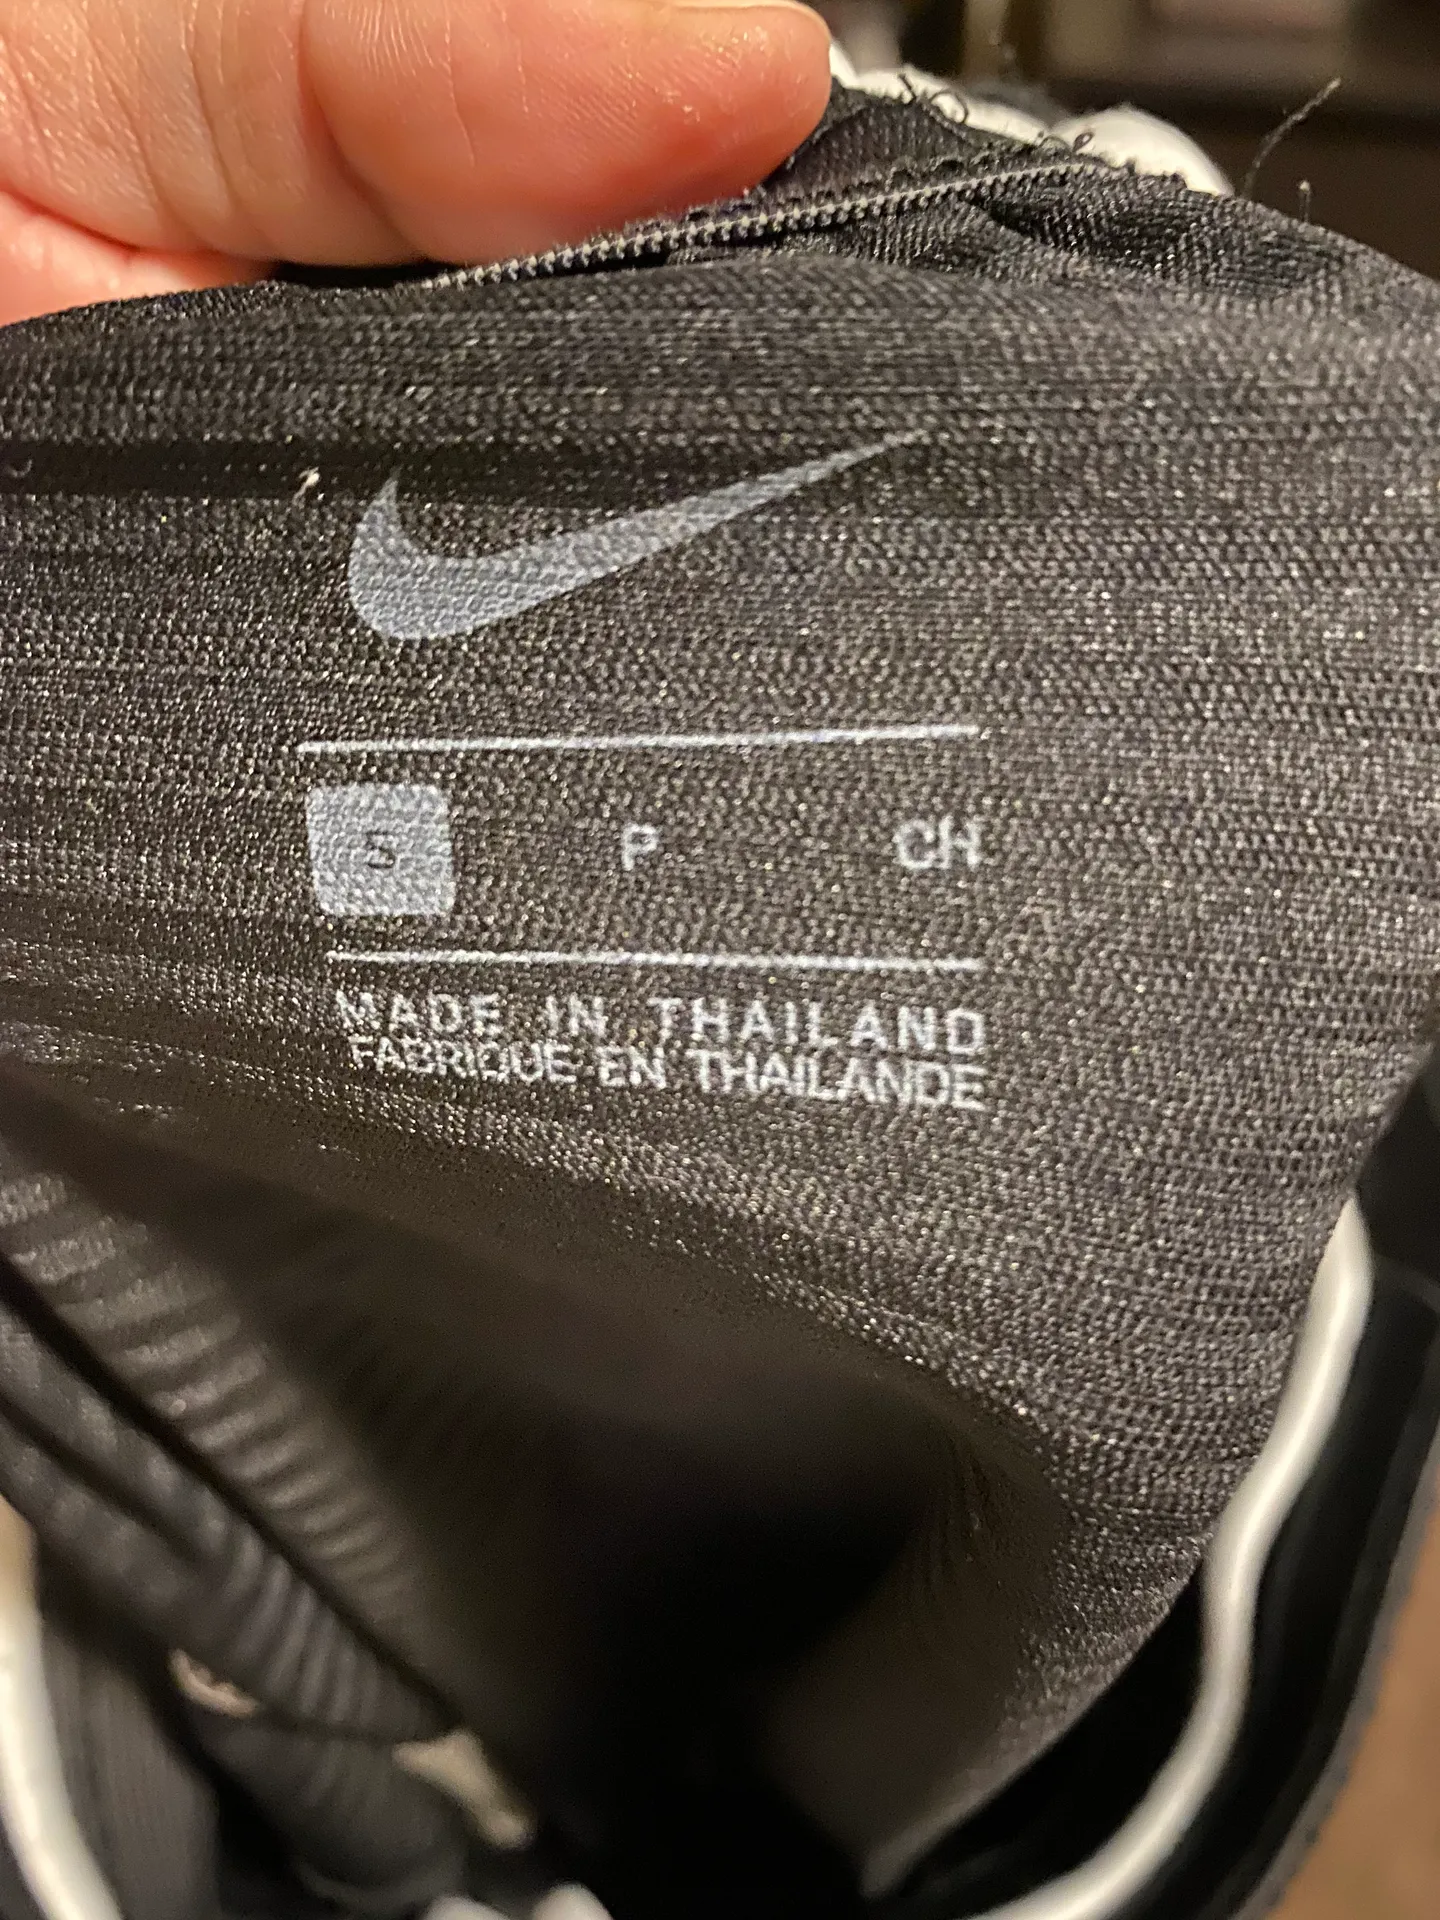 S P CH
MADE IN THAILAND
FABRIQUE EN THAILANDE